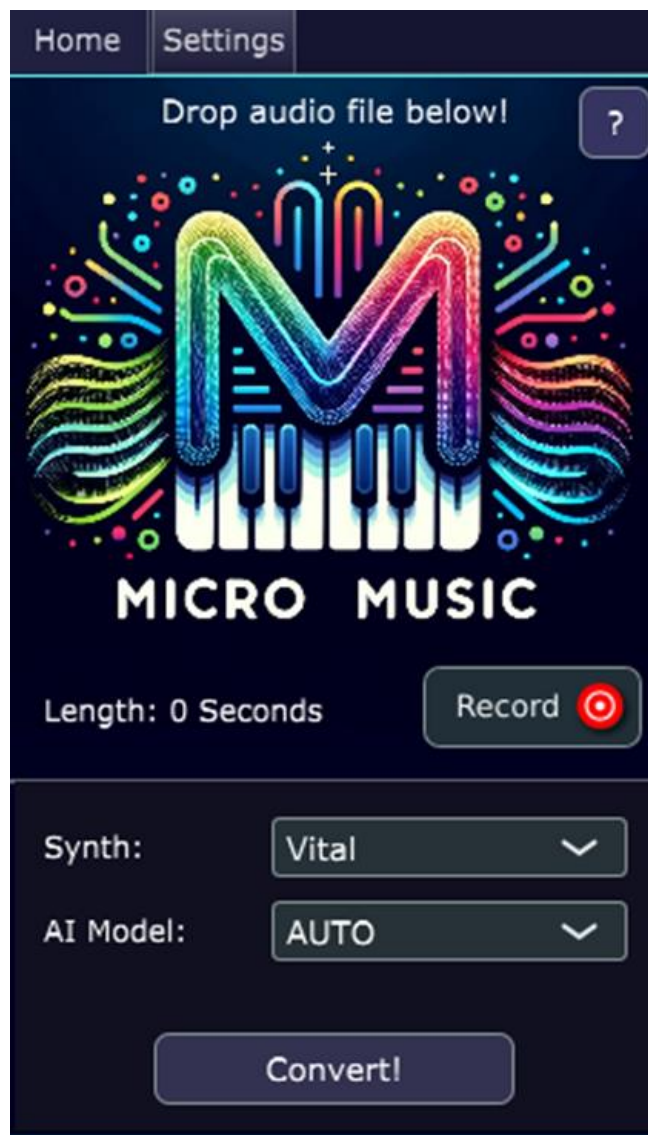 Home Settings
Drop audio file below!
?
M
MICRO MUSIC
Length: 0 Seconds Record
Synth: Vital
AI Model: AUTO
Convert!